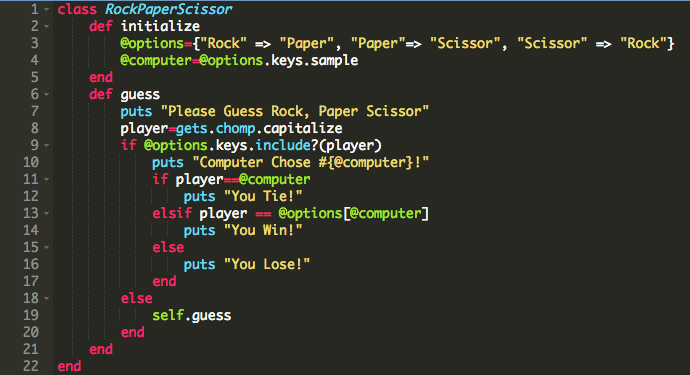 1 class RockPaperScissor
2 def initialize
3 @options={"Rock" => "Paper", "Paper"=> "Scissor", "Scissor" => "Rock"}
4 @computer=@options.keys.sample
5 end
6 def guess
7 puts "Please Guess Rock, Paper Scissor"
8 player=gets.chomp.capitalize
9 if @options.keys.include?(player)
10 puts "Computer Chose #{@computer}!"
11 if player==@computer
12 puts "You Tie!"
13 elsif player == @options[@computer]
14 puts "You Win!"
15 else
16 puts "You Lose!"
17 end
18 else
19 self.guess
20 end
21 end
22 end